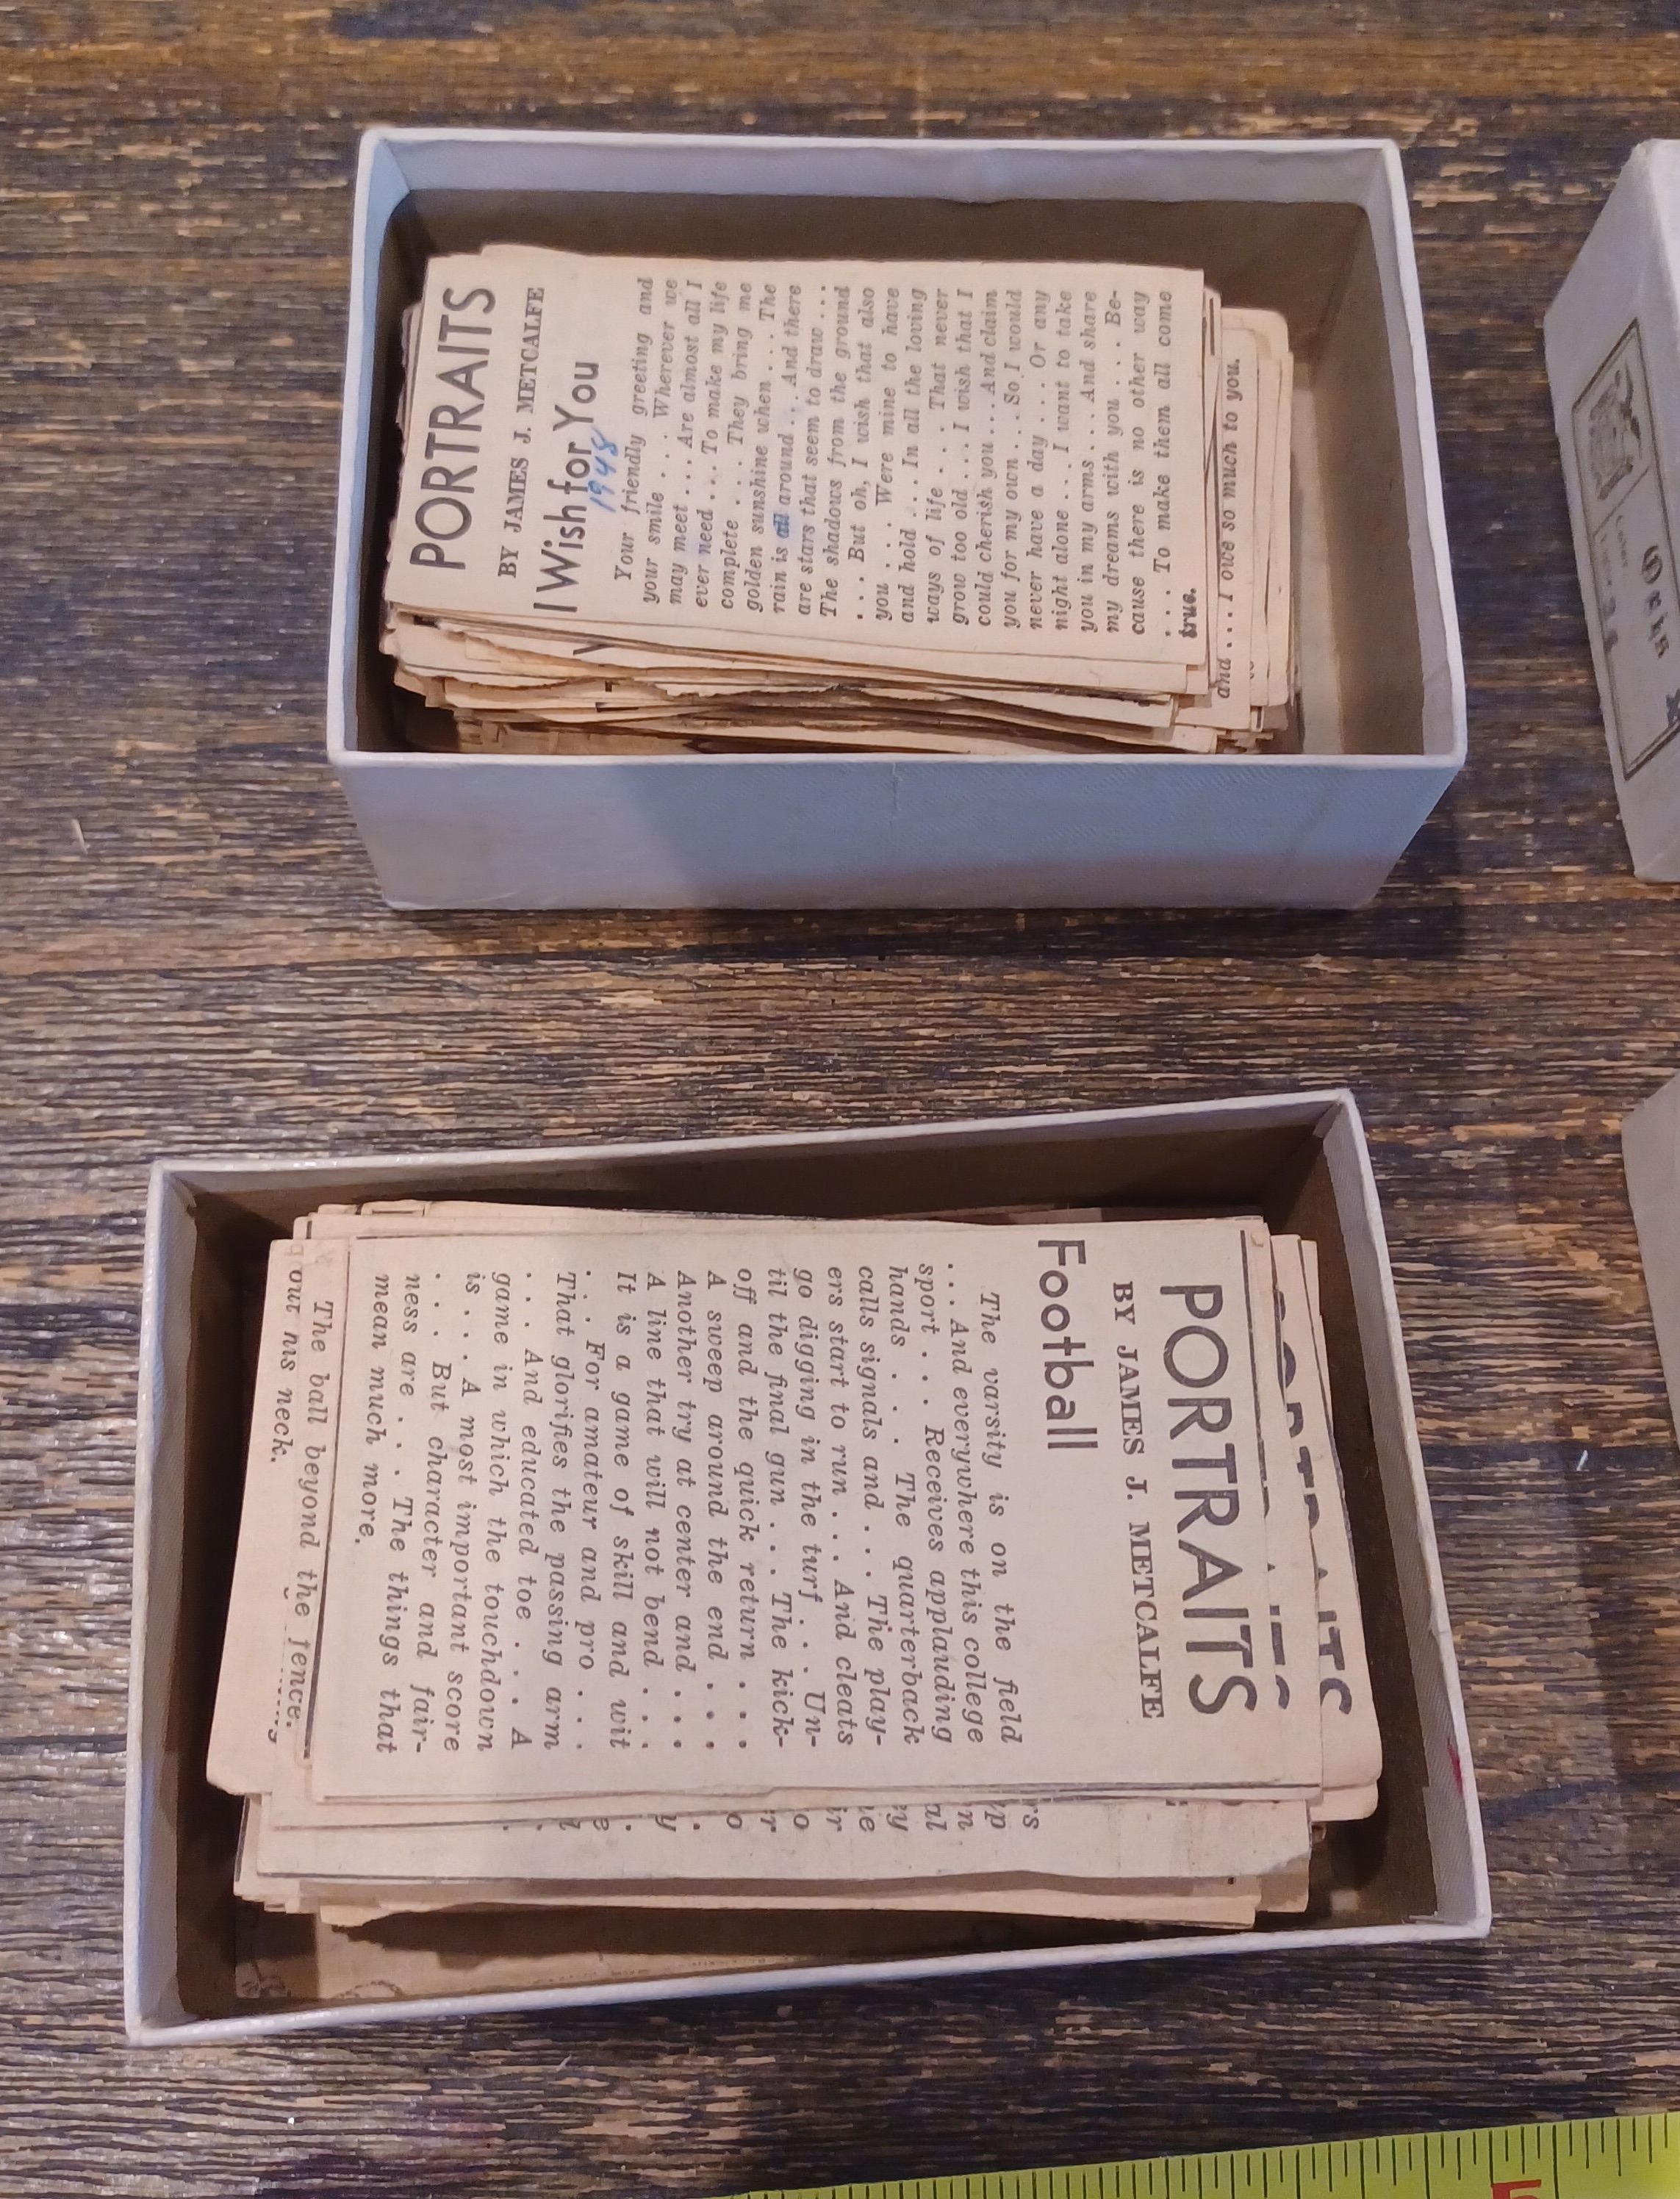 PORTRAITS
BY JAMES J. METCALFE
I Wish for You
1948
Your friendly greeting and
your smile . . . Wherever we
may meet . . . Are almost all I
ever need . . . To make my life
complete . . . They bring me
golden sunshine when . . . The
rain is all around . . . And there
are stars that seem to draw . . .
The shadows from the ground
. . . But oh, I wish that also
you . . . Were mine to have
and hold . . . In all the loving
ways of life . . . That never
grow too old . . . I wish that I
could cherish you . . . And claim
you for my own . . . So I would
never have a day . . . Or any
night alone . . . I want to take
you in my arms . . . And share
my dreams with you . . . Be-
cause there is no other way
. . . To make them all come
true.
and . . . I owe so much to you.
PORTRAITS
BY JAMES J. METCALFE
Football
The varsity is on the field
. . . And everywhere this college
sport . . . Receives applauding
hands . . . The quarterback
calls signals and . . . The play-
ers start to run . . . And cleats
go digging in the turf . . . Un-
til the final gun . . . The kick-
off and the quick return . . .
A sweep around the end . . .
Another try at center and . . .
A line that will not bend . . .
It is a game of skill and wit
. . . For amateur and pro . . .
That glorifies the passing arm
. . . And educated toe . . . A
game in which the touchdown
is . . . A most important score
. . . But character and fair-
ness are . . . The things that
mean much more.
The ball beyond the fence.
our his neck.